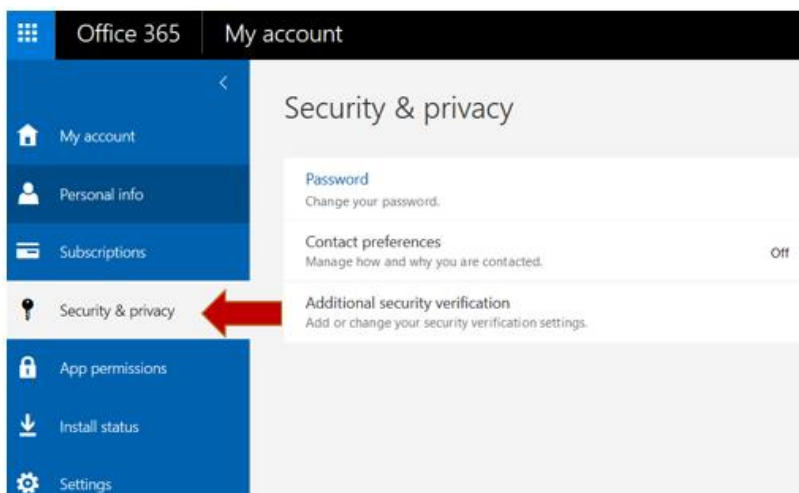 Office 365 My account
Security & privacy
My account
Personal info
Subscriptions
Security & privacy
App permissions
Install status
Settings
Password
Change your password.
Contact preferences Off
Manage how and why you are contacted.
Additional security verification
Add or change your security verification settings.